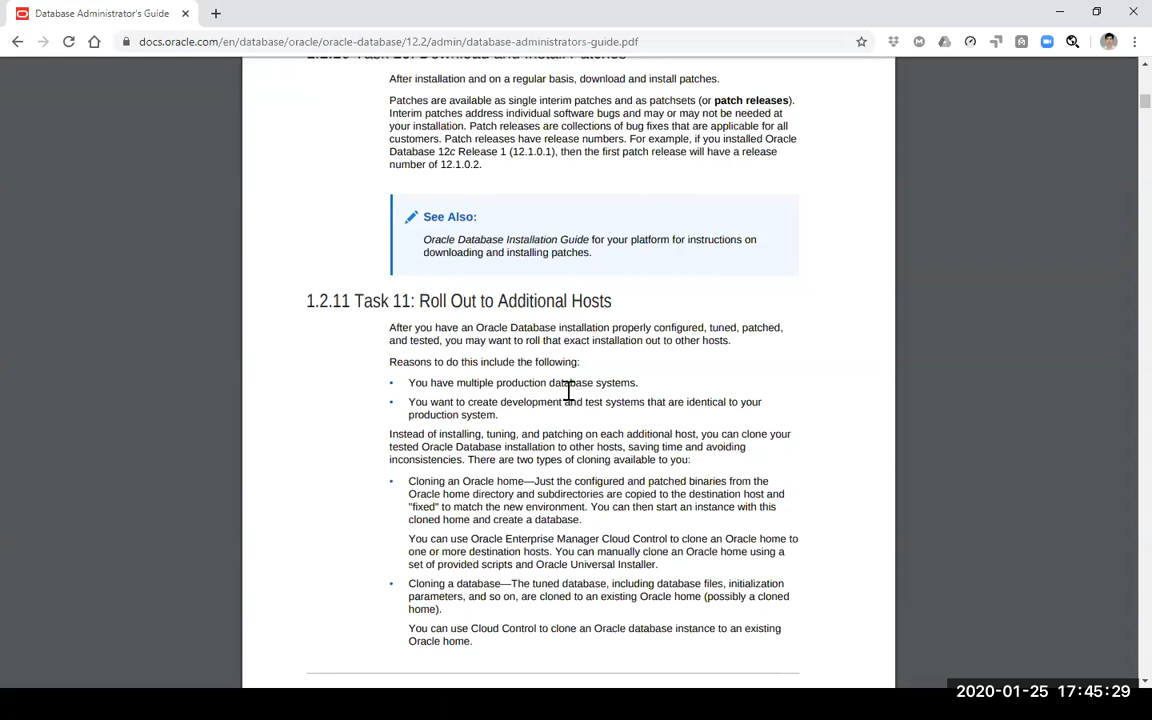 Database Administrator's Guide
docs.oracle.com/en/database/oracle/oracle-database/12.2/admin/database-administrators-guide.pdf
After installation and on a regular basis, download and install patches.
Patches are available as single interim patches and as patchsets (or patch releases).
Interim patches address individual software bugs and may or may not be needed at
your installation. Patch releases are collections of bug fixes that are applicable for all
customers. Patch releases have release numbers. For example, if you installed Oracle
Database 12c Release 1 (12.1.0.1), then the first patch release will have a release
number of 12.1.0.2.
See Also:
Oracle Database Installation Guide for your platform for instructions on
downloading and installing patches.
1.2.11 Task 11: Roll Out to Additional Hosts
After you have an Oracle Database installation properly configured, tuned, patched,
and tested, you may want to roll that exact installation out to other hosts.
Reasons to do this include the following:
• You have multiple production database systems.
• You want to create development and test systems that are identical to your
production system.
Instead of installing, tuning, and patching on each additional host, you can clone your
tested Oracle Database installation to other hosts, saving time and avoiding
inconsistencies. There are two types of cloning available to you:
• Cloning an Oracle home—Just the configured and patched binaries from the
Oracle home directory and subdirectories are copied to the destination host and
"fixed" to match the new environment. You can then start an instance with this
cloned home and create a database.
You can use Oracle Enterprise Manager Cloud Control to clone an Oracle home to
one or more destination hosts. You can manually clone an Oracle home using a
set of provided scripts and Oracle Universal Installer.
• Cloning a database—The tuned database, including database files, initialization
parameters, and so on, are cloned to an existing Oracle home (possibly a cloned
home).
You can use Cloud Control to clone an Oracle database instance to an existing
Oracle home.
2020-01-25 17:45:29